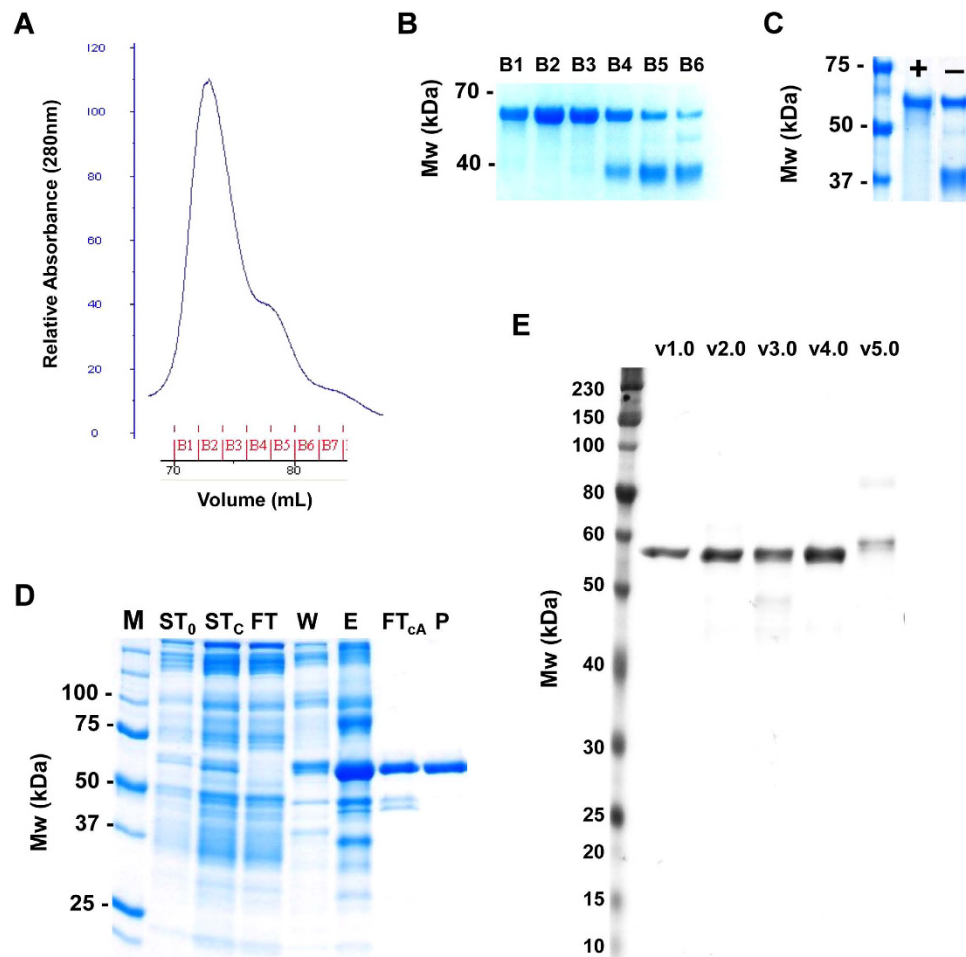 A
120
100
80
60
40
20
0
Relative Absorbance (280nm)
B1 B2 B3 B4 B5 B6 B7
70 80
Volume (mL)
B
B1 B2 B3 B4 B5 B6
70 -
40 -
Mw (kDa)
C
+ −
75 -
50 -
37 -
Mw (kDa)
D
M ST₀ ST_C FT W E FT_cA P
100 -
75 -
50 -
37 -
25 -
Mw (kDa)
E
v1.0 v2.0 v3.0 v4.0 v5.0
230
150
100
80
60
50
40
30
25
20
15
10
Mw (kDa)